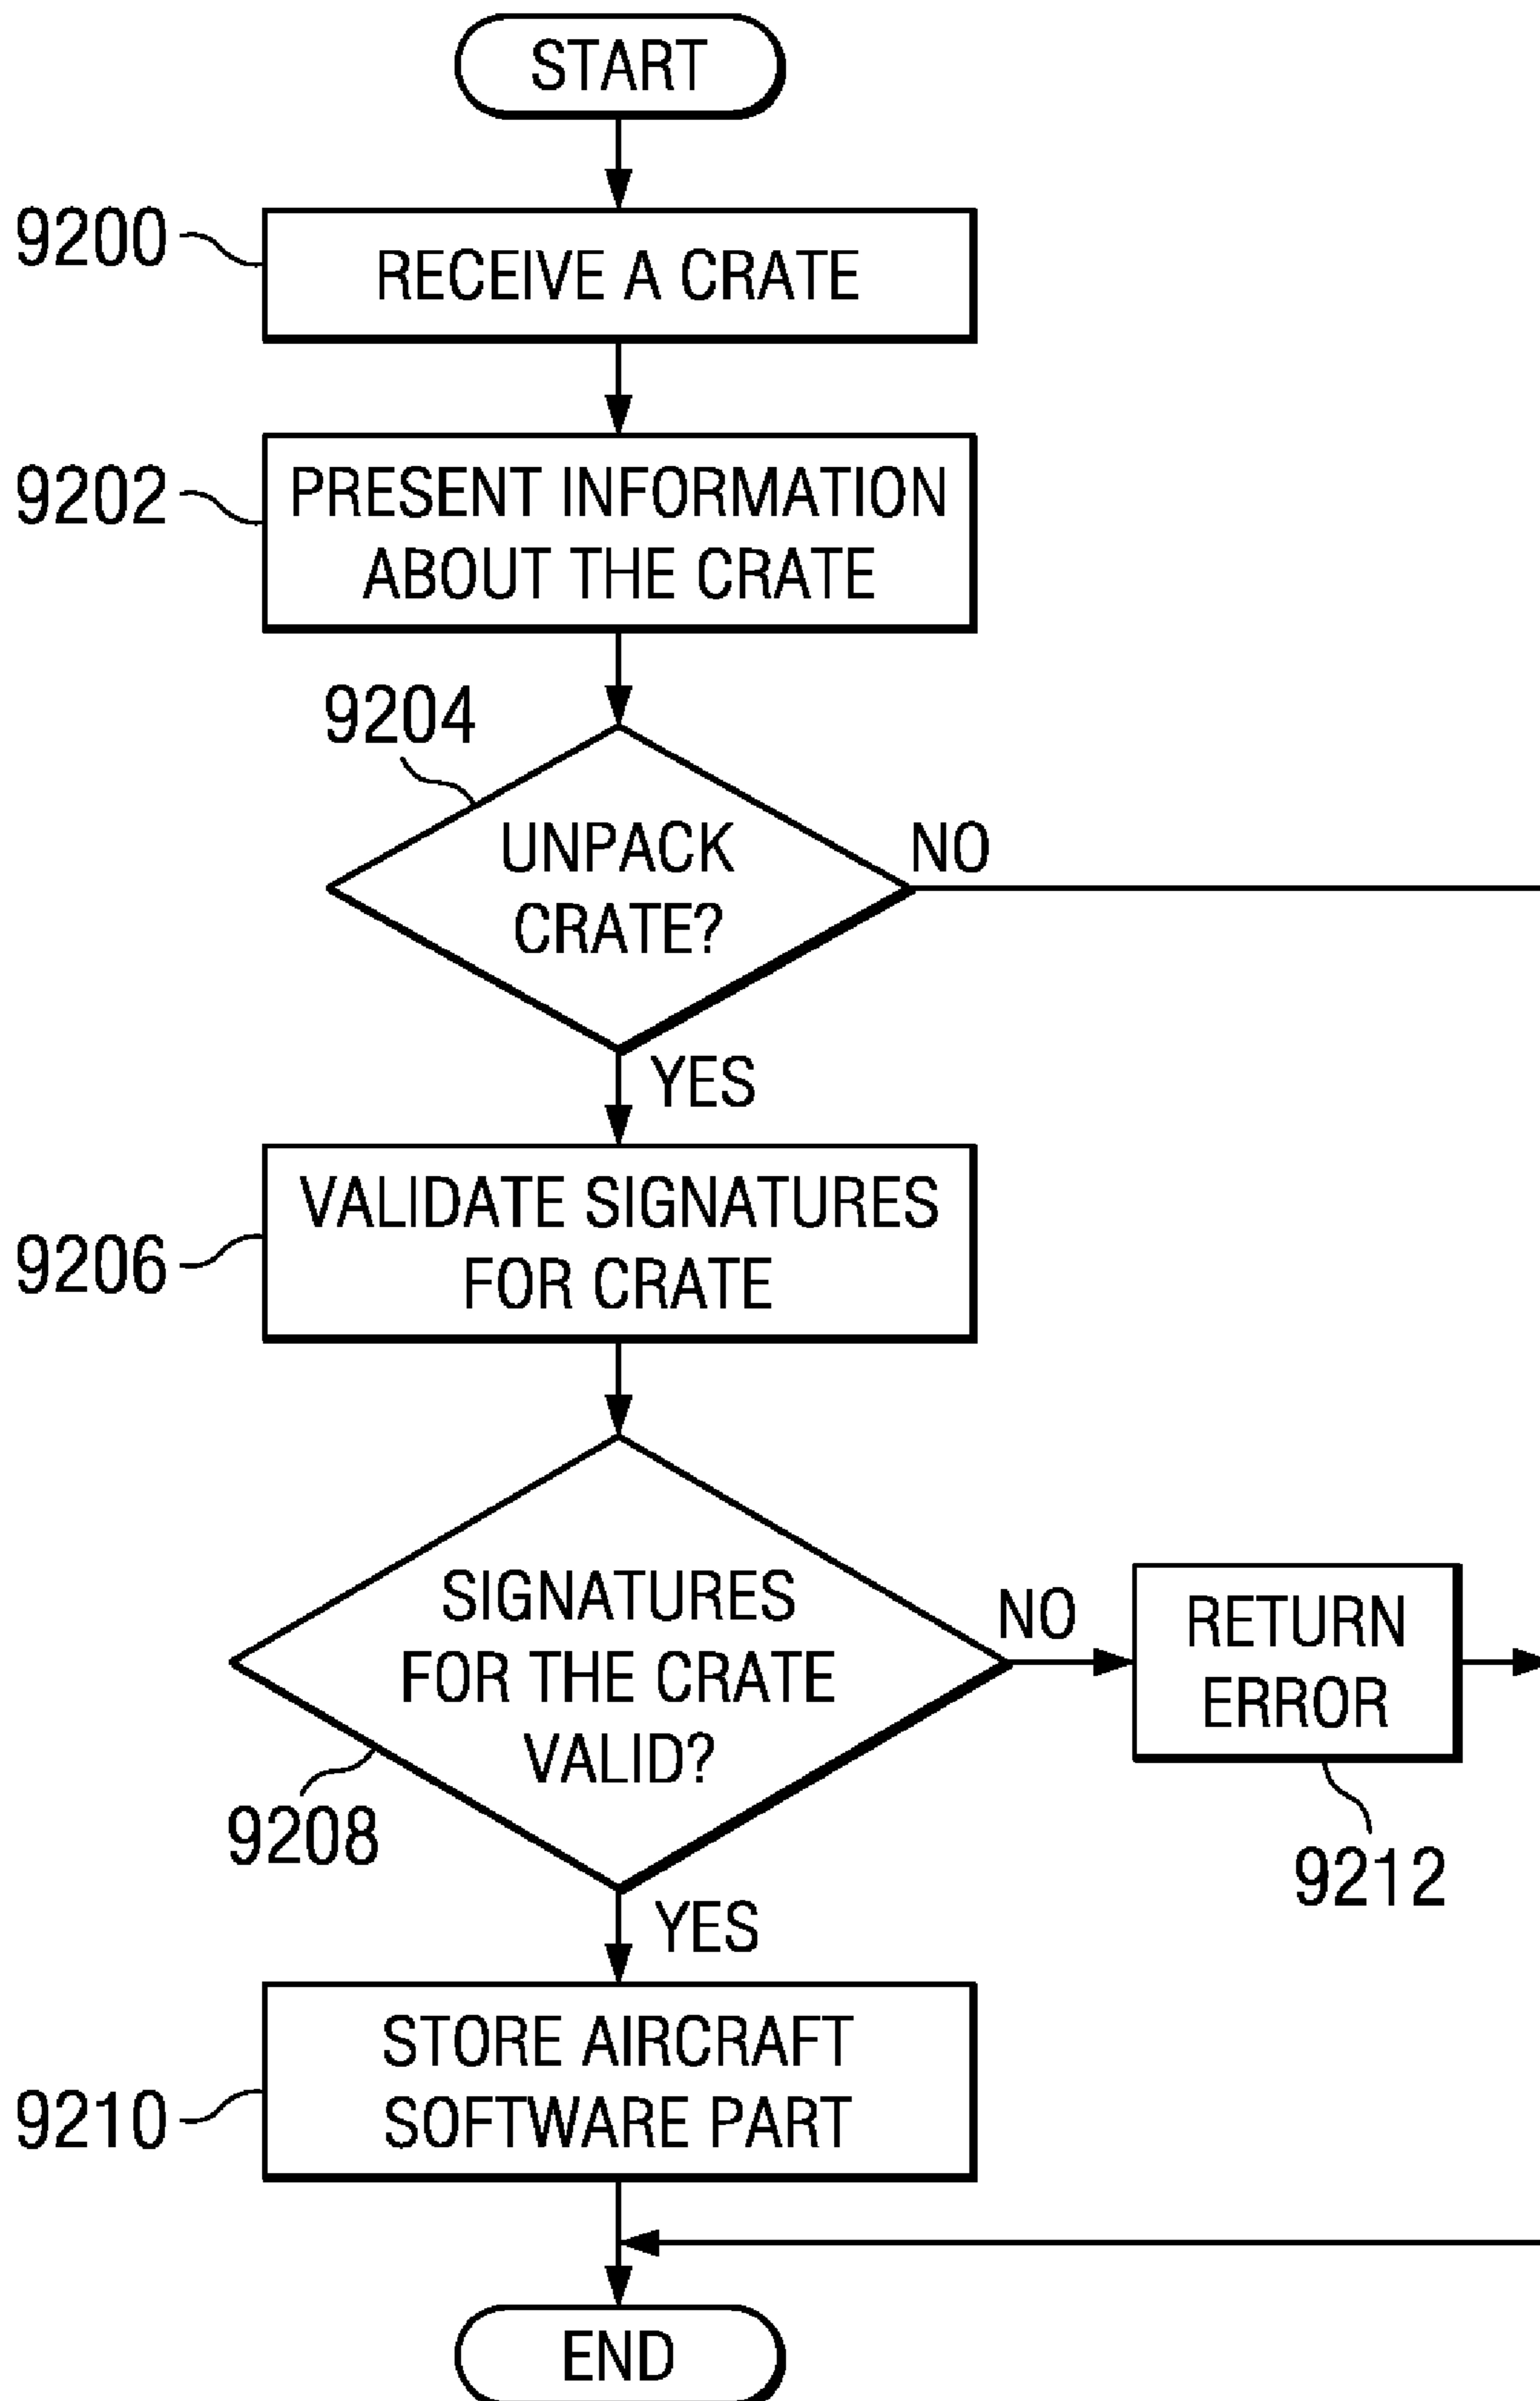 START
9200
RECEIVE A CRATE
9202
PRESENT INFORMATION
ABOUT THE CRATE
9204
UNPACK
CRATE?
NO
YES
9206
VALIDATE SIGNATURES
FOR CRATE
SIGNATURES
FOR THE CRATE
VALID?
NO
RETURN
ERROR
9208
9212
YES
9210
STORE AIRCRAFT
SOFTWARE PART
END